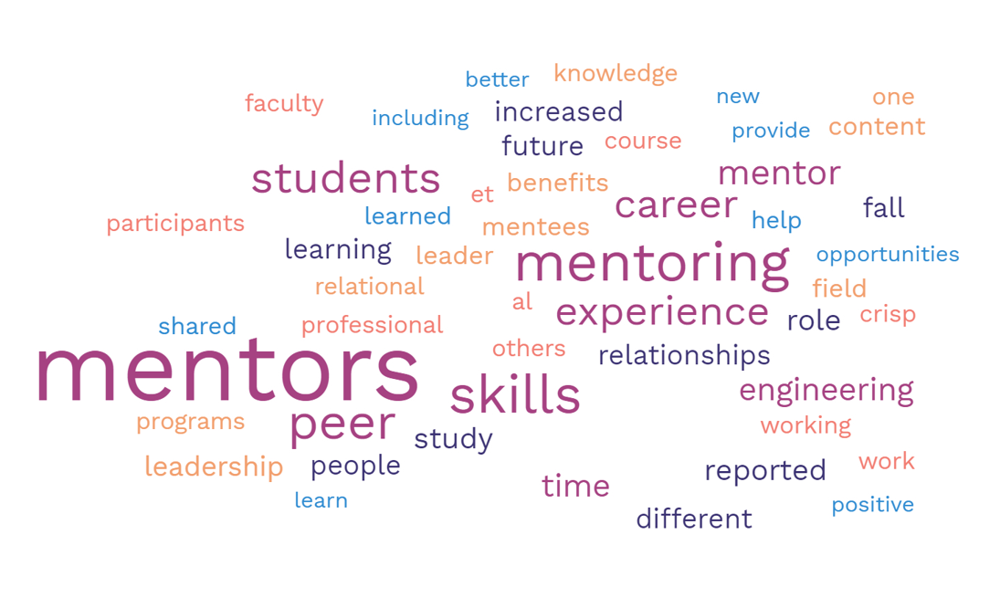 knowledge
better
new
one
faculty
increased
including
content
provide
future
course
mentor
students
benefits
et
career
fall
learned
help
participants
mentees
learning
opportunities
leader
mentoring
relational
field
al
experience
crisp
role
shared
professional
others
relationships
mentors
engineering
skills
programs
peer
working
study
work
leadership
people
reported
time
learn
positive
different